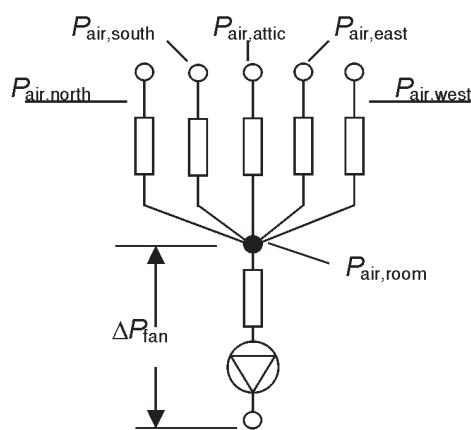 P_air,south
P_air,attic
P_air,east
P_air,north
P_air,west
P_air,room
ΔP_fan